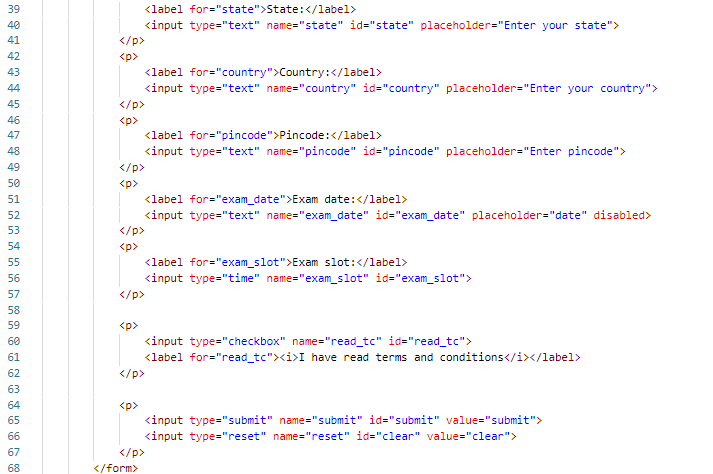 39 <label for="state">State:</label>
40 <input type="text" name="state" id="state" placeholder="Enter your state">
41 </p>
42 <p>
43 <label for="country">Country:</label>
44 <input type="text" name="country" id="country" placeholder="Enter your country">
45 </p>
46 <p>
47 <label for="pincode">Pincode:</label>
48 <input type="text" name="pincode" id="pincode" placeholder="Enter pincode">
49 </p>
50 <p>
51 <label for="exam_date">Exam date:</label>
52 <input type="text" name="exam_date" id="exam_date" placeholder="date" disabled>
53 </p>
54 <p>
55 <label for="exam_slot">Exam slot:</label>
56 <input type="time" name="exam_slot" id="exam_slot">
57 </p>
58
59 <p>
60 <input type="checkbox" name="read_tc" id="read_tc">
61 <label for="read_tc"><i>I have read terms and conditions</i></label>
62 </p>
63
64 <p>
65 <input type="submit" name="submit" id="submit" value="submit">
66 <input type="reset" name="reset" id="clear" value="clear">
67 </p>
68 </form>